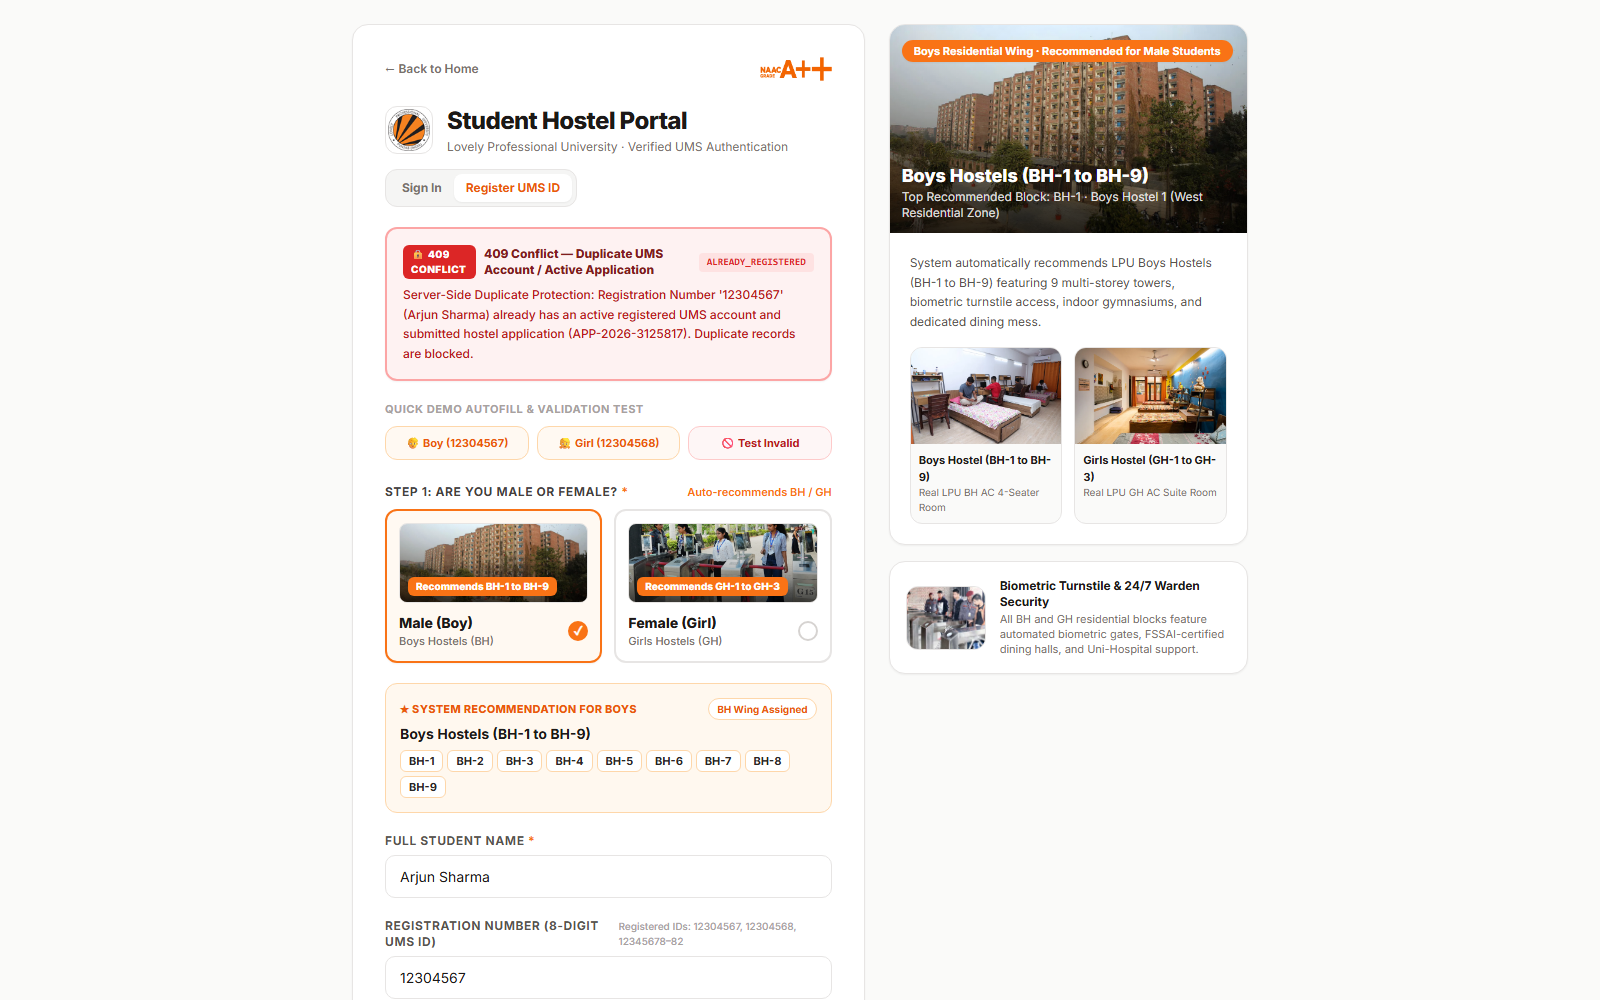 ← Back to Home
NAAC
GRADE
A++
Student Hostel Portal
Lovely Professional University · Verified UMS Authentication
Sign In
Register UMS ID
🔒 409
CONFLICT
409 Conflict — Duplicate UMS
Account / Active Application
ALREADY_REGISTERED
Server-Side Duplicate Protection: Registration Number '12304567'
(Arjun Sharma) already has an active registered UMS account and
submitted hostel application (APP-2026-3125817). Duplicate records
are blocked.
QUICK DEMO AUTOFILL & VALIDATION TEST
Boy (12304567)
Girl (12304568)
Test Invalid
STEP 1: ARE YOU MALE OR FEMALE? *
Auto-recommends BH / GH
Recommends BH-1 to BH-9
Male (Boy)
Boys Hostels (BH)
Recommends GH-1 to GH-3
G15
Female (Girl)
Girls Hostels (GH)
★ SYSTEM RECOMMENDATION FOR BOYS
BH Wing Assigned
Boys Hostels (BH-1 to BH-9)
BH-1 BH-2 BH-3 BH-4 BH-5 BH-6 BH-7 BH-8
BH-9
FULL STUDENT NAME *
Arjun Sharma
REGISTRATION NUMBER (8-DIGIT
UMS ID)
Registered IDs: 12304567, 12304568,
12345678–82
12304567
Boys Residential Wing · Recommended for Male Students
Boys Hostels (BH-1 to BH-9)
Top Recommended Block: BH-1 · Boys Hostel 1 (West
Residential Zone)
System automatically recommends LPU Boys Hostels
(BH-1 to BH-9) featuring 9 multi-storey towers,
biometric turnstile access, indoor gymnasiums, and
dedicated dining mess.
Boys Hostel (BH-1 to BH-
9)
Real LPU BH AC 4-Seater
Room
Girls Hostel (GH-1 to GH-
3)
Real LPU GH AC Suite Room
Biometric Turnstile & 24/7 Warden
Security
All BH and GH residential blocks feature
automated biometric gates, FSSAI-certified
dining halls, and Uni-Hospital support.